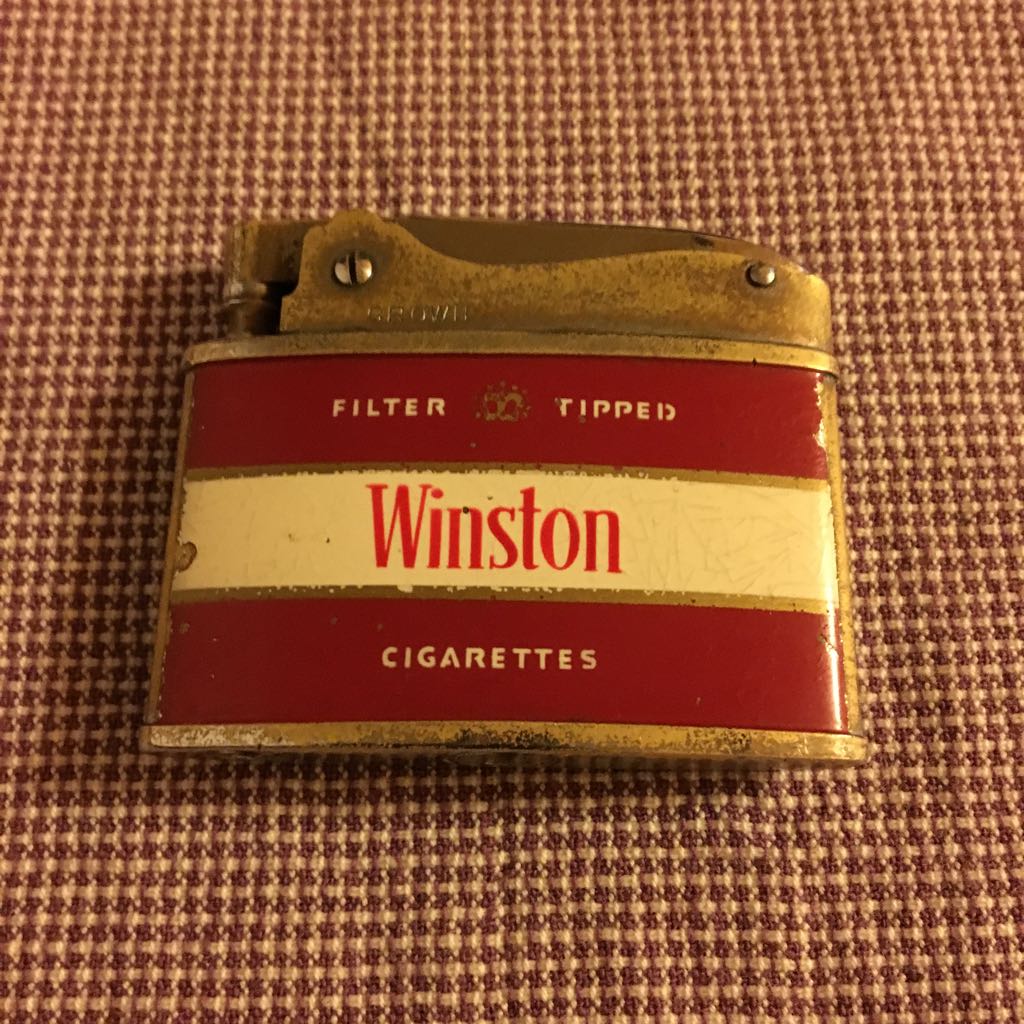 CROWN
FILTER TIPPED
Winston
CIGARETTES